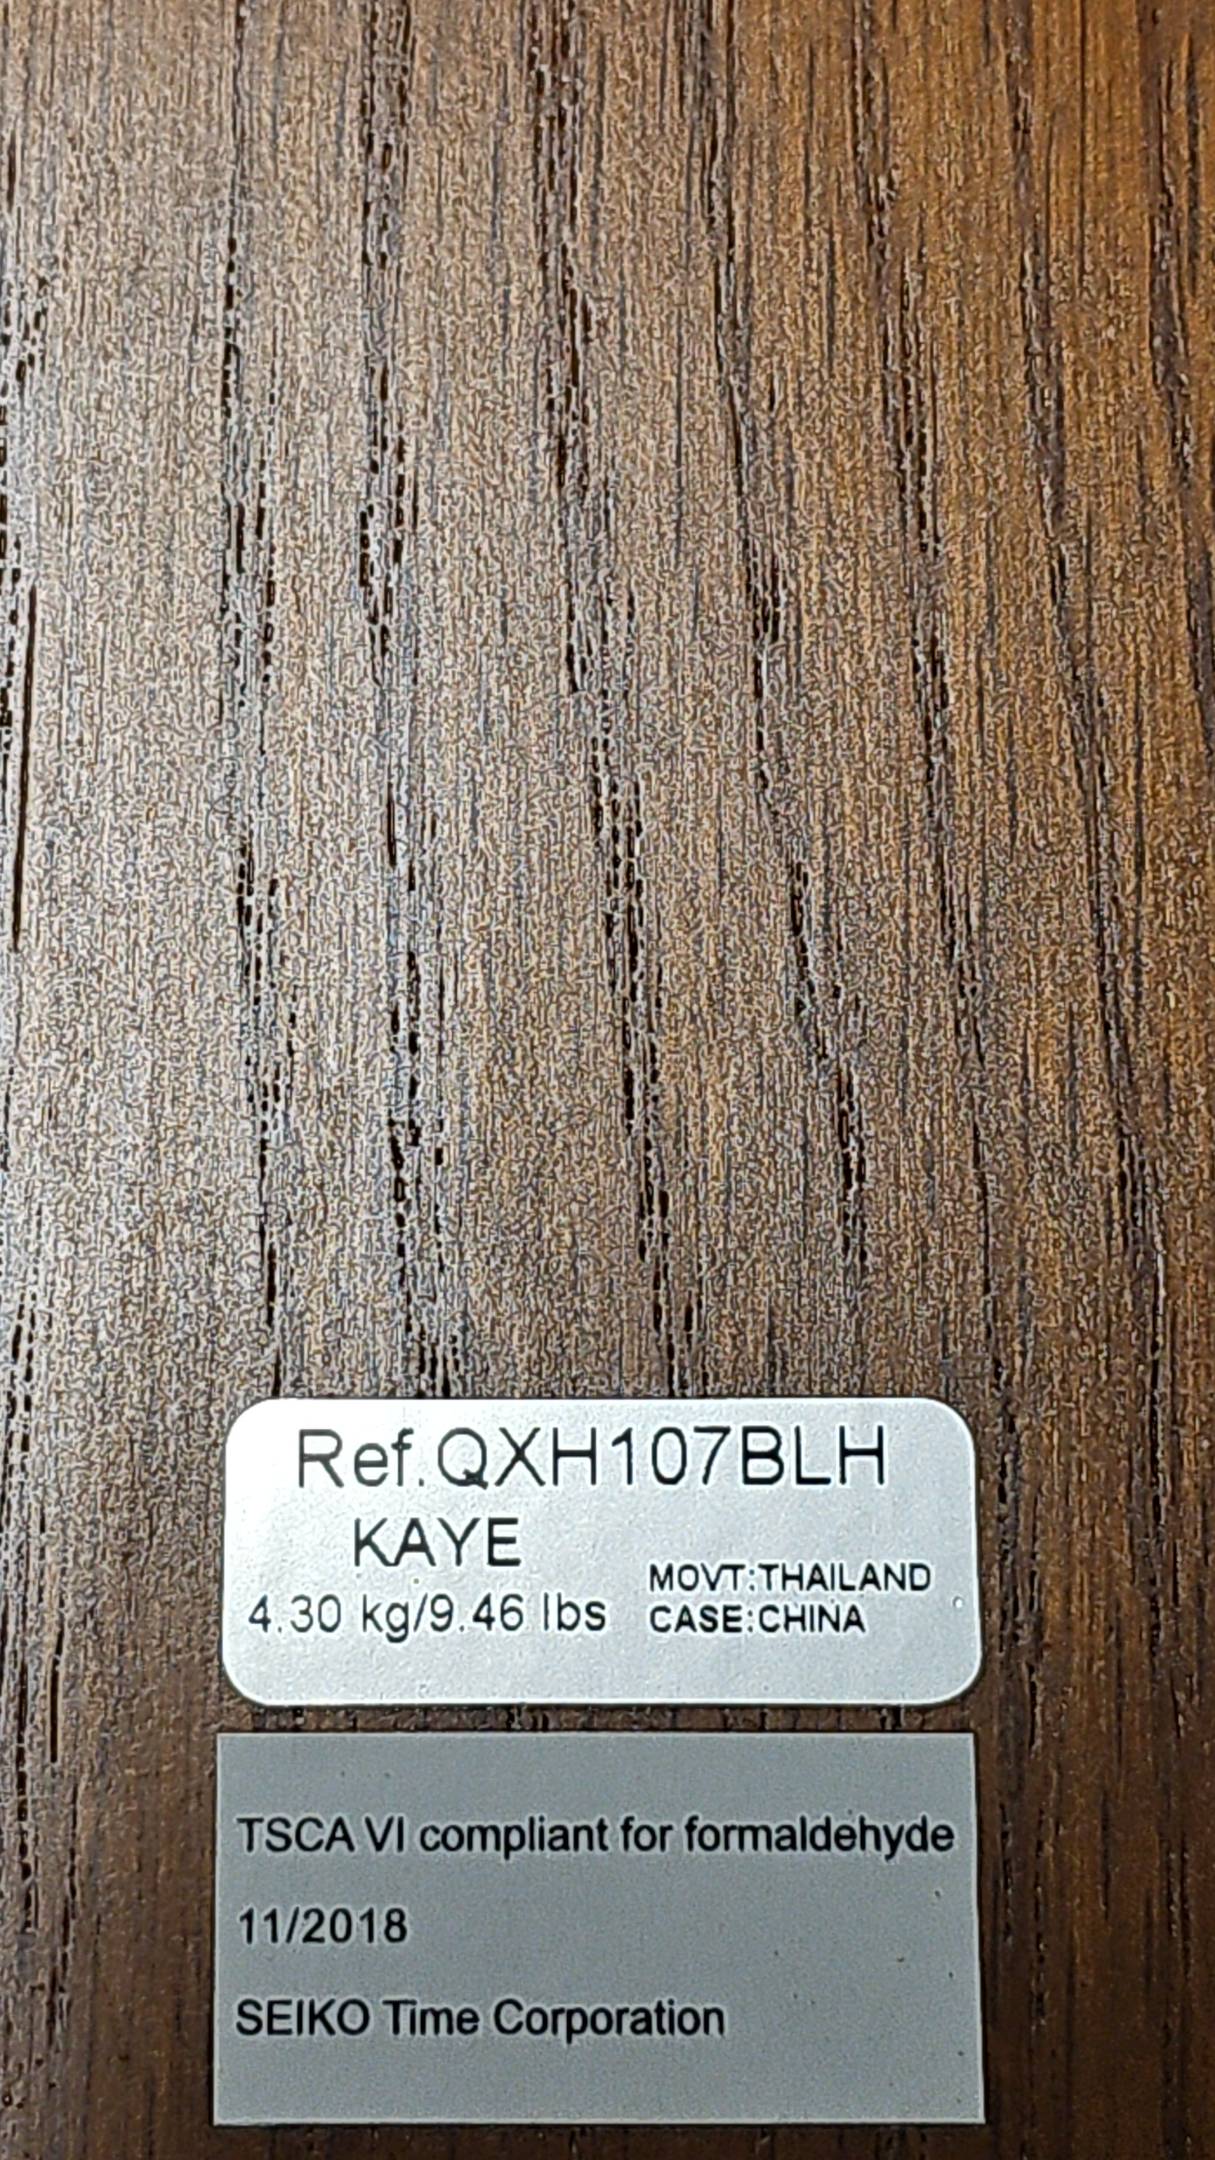 Ref.QXH107BLH
KAYE
4.30 kg/9.46 lbs
MOVT:THAILAND
CASE:CHINA
TSCA VI compliant for formaldehyde
11/2018
SEIKO Time Corporation